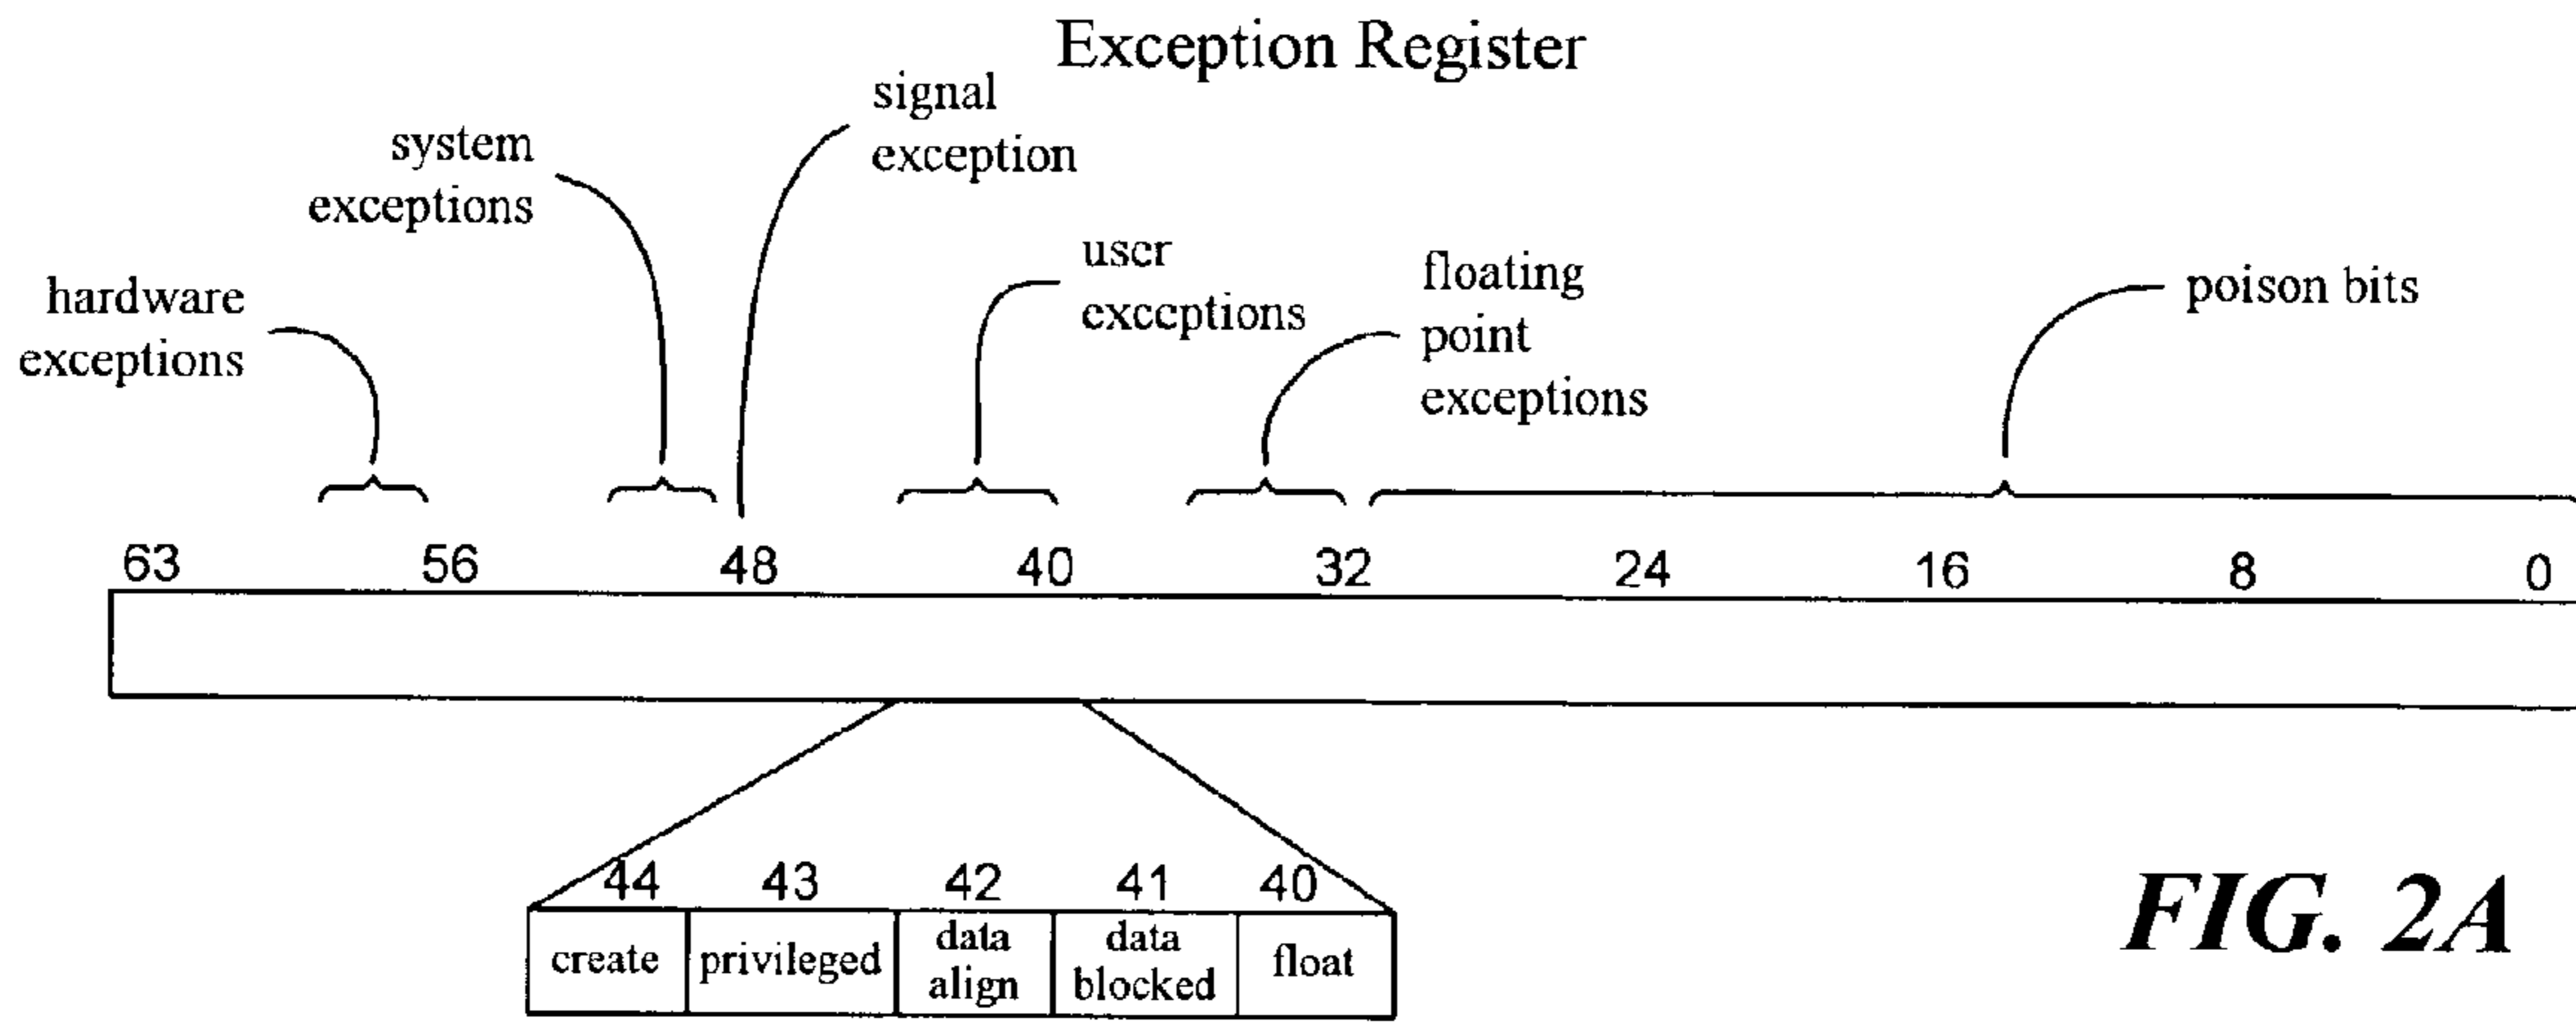 Exception Register
signal
exception
system
exceptions
user
exceptions
floating
point
exceptions
poison bits
hardware
exceptions
63 56 48 40 32 24 16 8 0
44 43 42 41 40
create privileged data align data blocked float
FIG. 2A